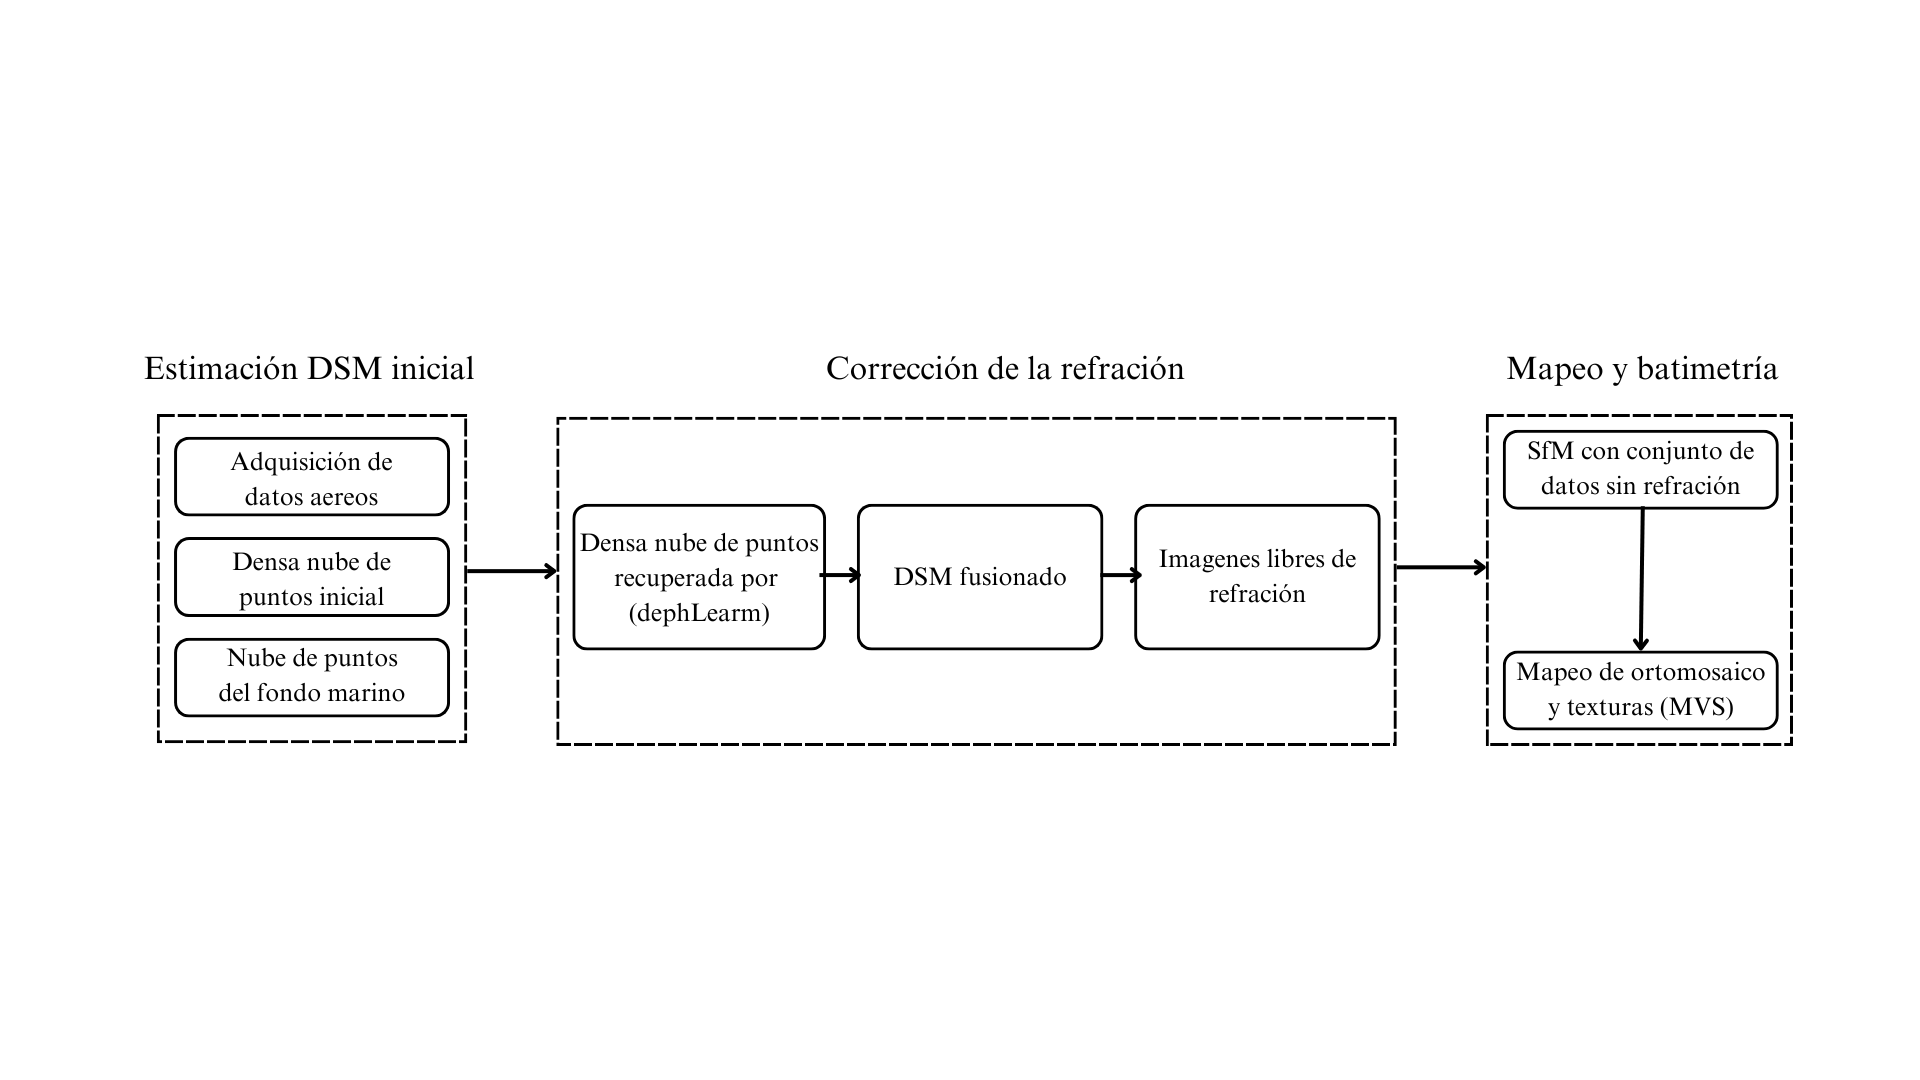 Estimación DSM inicial
Adquisición de
datos aereos
Densa nube de
puntos inicial
Nube de puntos
del fondo marino
Corrección de la refración
Densa nube de puntos
recuperada por
(dephLearm)
DSM fusionado
Imagenes libres de
refración
Mapeo y batimetría
SfM con conjunto de
datos sin refración
Mapeo de ortomosaico
y texturas (MVS)